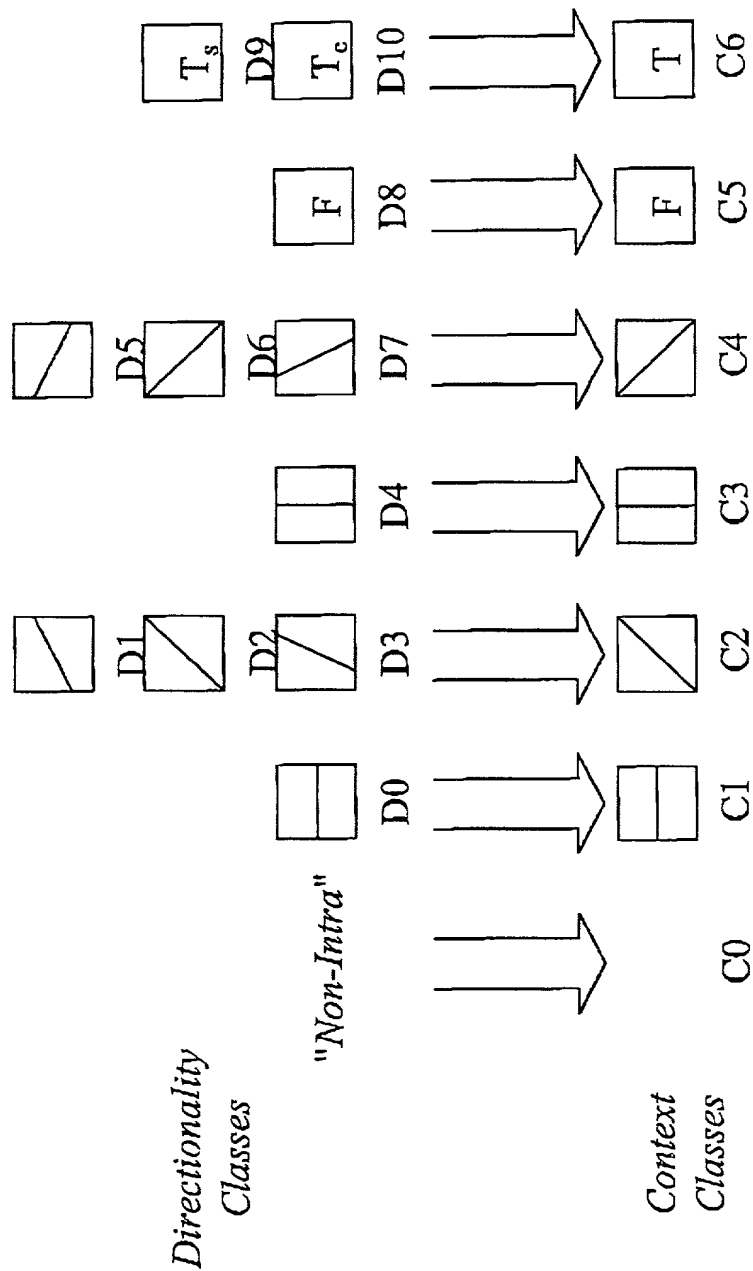 D1 D5
Directionality
Classes
T_s
D2 D6 D9
"Non-Intra"
F T_c
D0 D3 D4 D7 D8 D10
Context
Classes
F T
C0 C1 C2 C3 C4 C5 C6